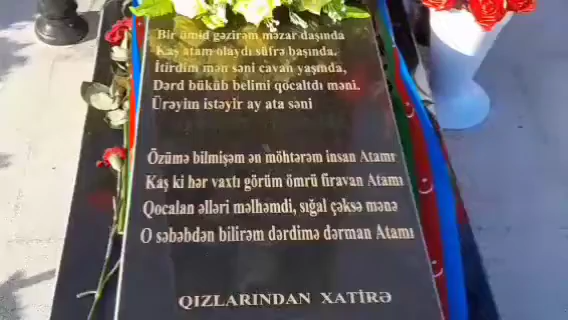 Bir ümid gəzirəm məzar daşında
Kaş atam olaydı süfrə başında.
İtirdim mən səni cavan yaşında,
Dərd büküb belimi qocaltdı məni.
Ürəyim istəyir ay ata səni
Özümə bilmişəm ən möhtərəm insan Atamı
Kaş ki hər vaxtı görüm ömrü firavan Atamı
Qocalan əlləri məlhəmdi, sığal çəksə mənə
O səbəbdən bilirəm dərdimə dərman Atamı
QIZLARINDAN XATİRƏ